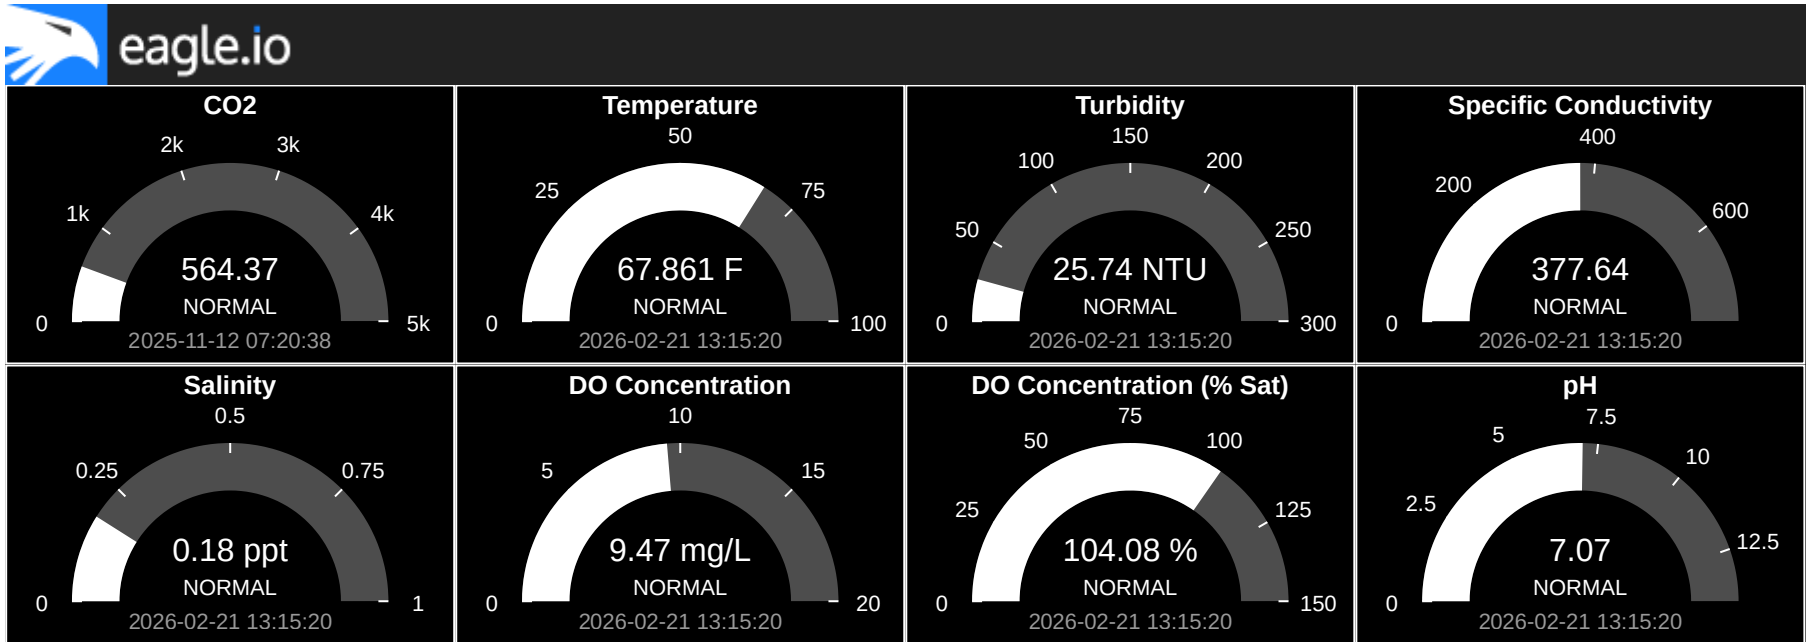 eagle.io
CO2
0
1k
2k
3k
4k
5k
564.37
NORMAL
2025-11-12 07:20:38
Temperature
0
25
50
75
100
67.861 F
NORMAL
2026-02-21 13:15:20
Turbidity
0
50
100
150
200
250
300
25.74 NTU
NORMAL
2026-02-21 13:15:20
Specific Conductivity
0
200
400
600
377.64
NORMAL
2026-02-21 13:15:20
Salinity
0
0.25
0.5
0.75
1
0.18 ppt
NORMAL
2026-02-21 13:15:20
DO Concentration
0
5
10
15
20
9.47 mg/L
NORMAL
2026-02-21 13:15:20
DO Concentration (% Sat)
0
25
50
75
100
125
150
104.08 %
NORMAL
2026-02-21 13:15:20
pH
0
2.5
5
7.5
10
12.5
7.07
NORMAL
2026-02-21 13:15:20